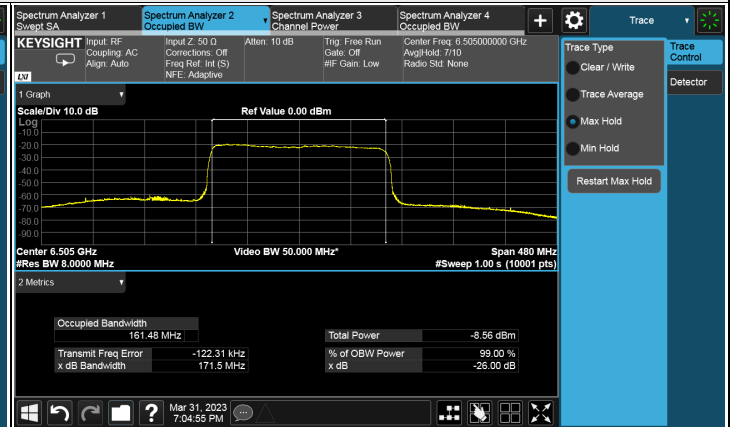 Spectrum Analyzer 1
Swept SA
Spectrum Analyzer 2
Occupied BW
Spectrum Analyzer 3
Channel Power
Spectrum Analyzer 4
Occupied BW
+
Trace
KEYSIGHT
LXI
Input: RF
Coupling: AC
Align: Auto
Input Z: 50 Ω
Corrections: Off
Freq Ref: Int (S)
NFE: Adaptive
Atten: 10 dB
Trig: Free Run
Gate: Off
#IF Gain: Low
Center Freq: 6.505000000 GHz
Avg|Hold: 7/10
Radio Std: None
Trace Type
Clear / Write
Trace Average
Max Hold
Min Hold
Restart Max Hold
Trace
Control
Detector
1 Graph
Scale/Div 10.0 dB
Ref Value 0.00 dBm
Log
-10.0
-20.0
-30.0
-40.0
-50.0
-60.0
-70.0
-80.0
-90.0
Center 6.505 GHz
Video BW 50.000 MHz*
Span 480 MHz
#Res BW 8.0000 MHz
#Sweep 1.00 s (10001 pts)
2 Metrics
Occupied Bandwidth
161.48 MHz
Total Power -8.56 dBm
Transmit Freq Error -122.31 kHz
% of OBW Power 99.00 %
x dB Bandwidth 171.5 MHz
x dB -26.00 dB
?
Mar 31, 2023
7:04:55 PM